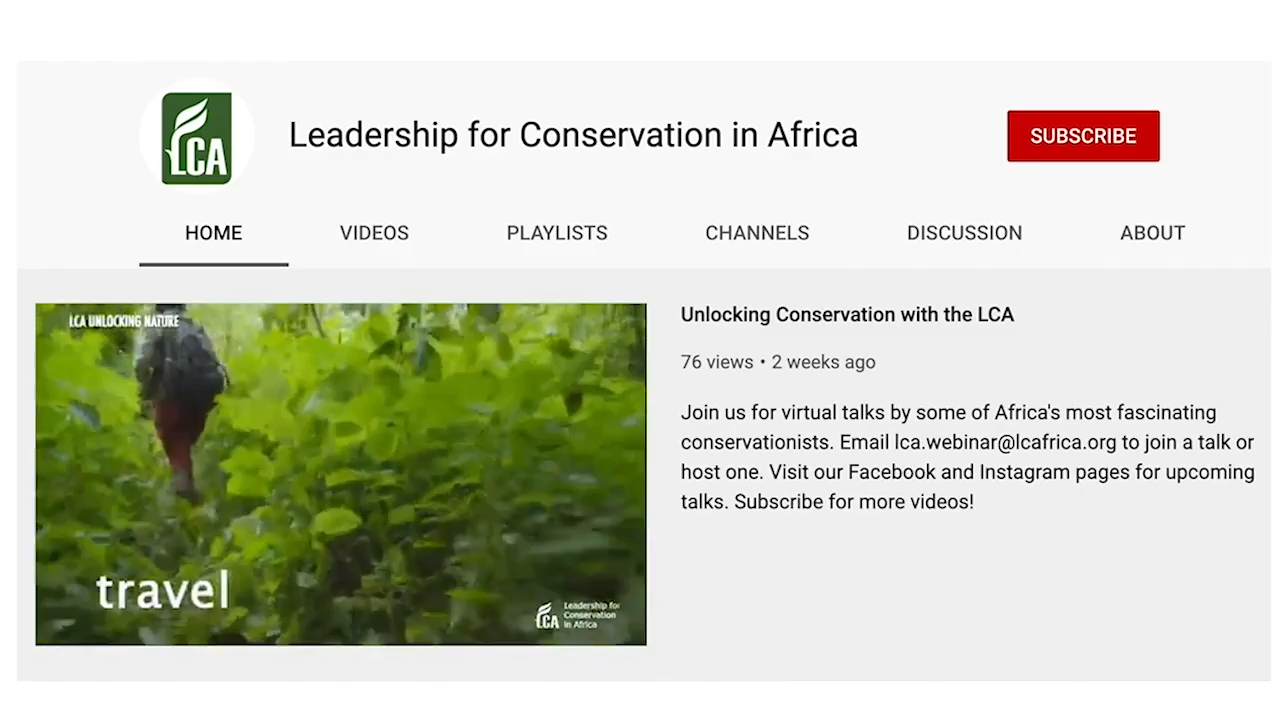 LCA
Leadership for Conservation in Africa
SUBSCRIBE
HOME
VIDEOS
PLAYLISTS
CHANNELS
DISCUSSION
ABOUT
LCA UNLOCKING NATURE
travel
LCA
Leadership for
Conservation
in Africa
Unlocking Conservation with the LCA
76 views • 2 weeks ago
Join us for virtual talks by some of Africa's most fascinating
conservationists. Email lca.webinar@lcafrica.org to join a talk or
host one. Visit our Facebook and Instagram pages for upcoming
talks. Subscribe for more videos!